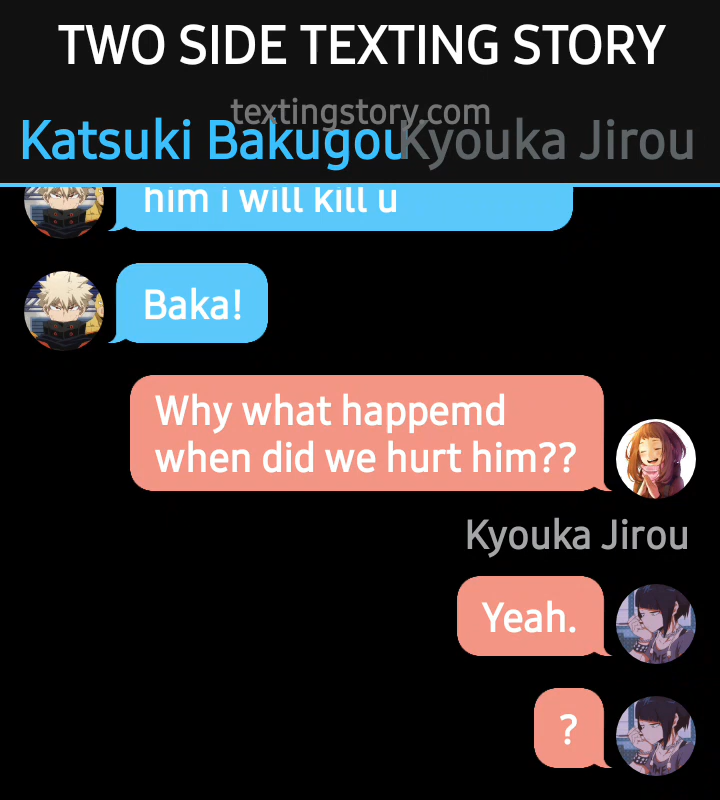 TWO SIDE TEXTING STORY
textingstory.com
Katsuki Bakugou Kyouka Jirou
him i will kill u
Baka!
Why what happemd
when did we hurt him??
Kyouka Jirou
Yeah.
?